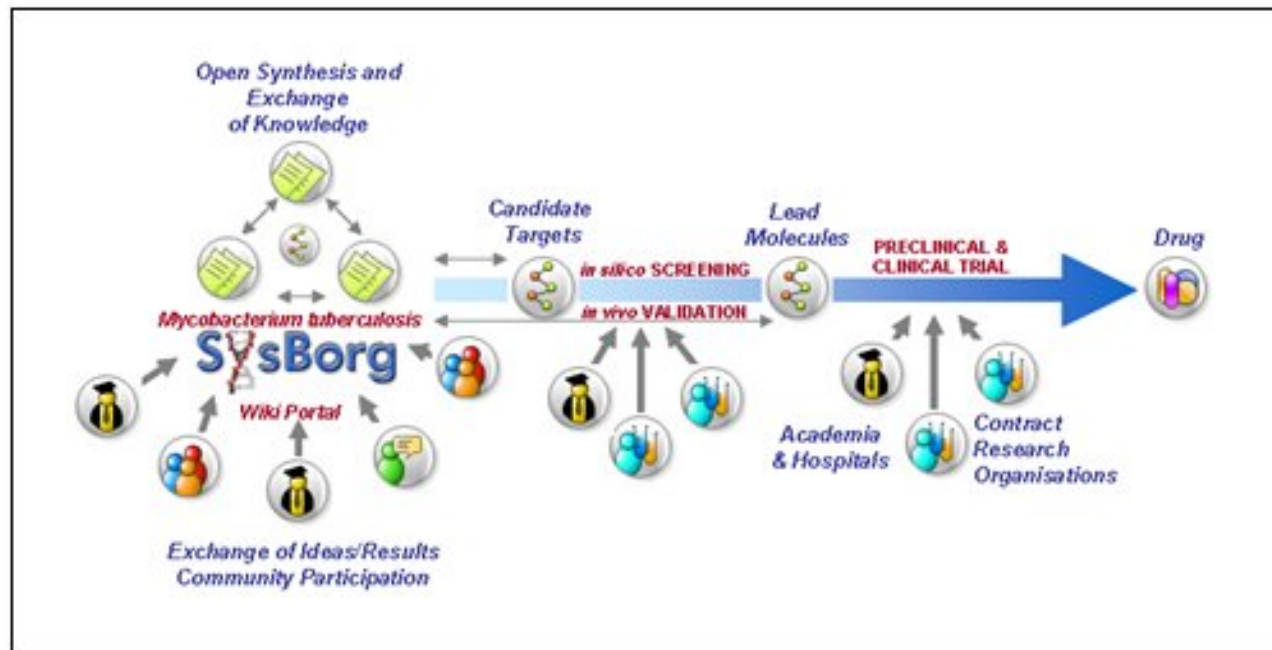 Open Synthesis and
Exchange
of Knowledge
Candidate
Targets
Lead
Molecules
PRECLINICAL &
CLINICAL TRIAL
Drug
in silico SCREENING
in vivo VALIDATION
Mycobacterium tuberculosis
SysBorg
Wiki Portal
Academia
& Hospitals
Contract
Research
Organisations
Exchange of Ideas/Results
Community Participation